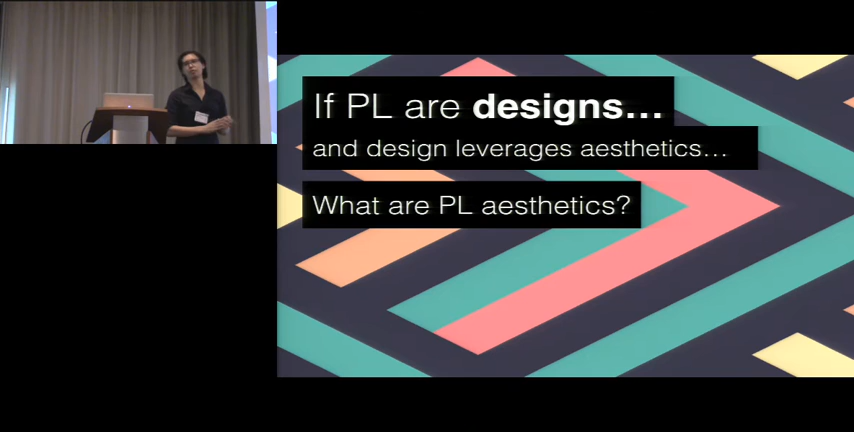 If PL are designs...
and design leverages aesthetics...
What are PL aesthetics?